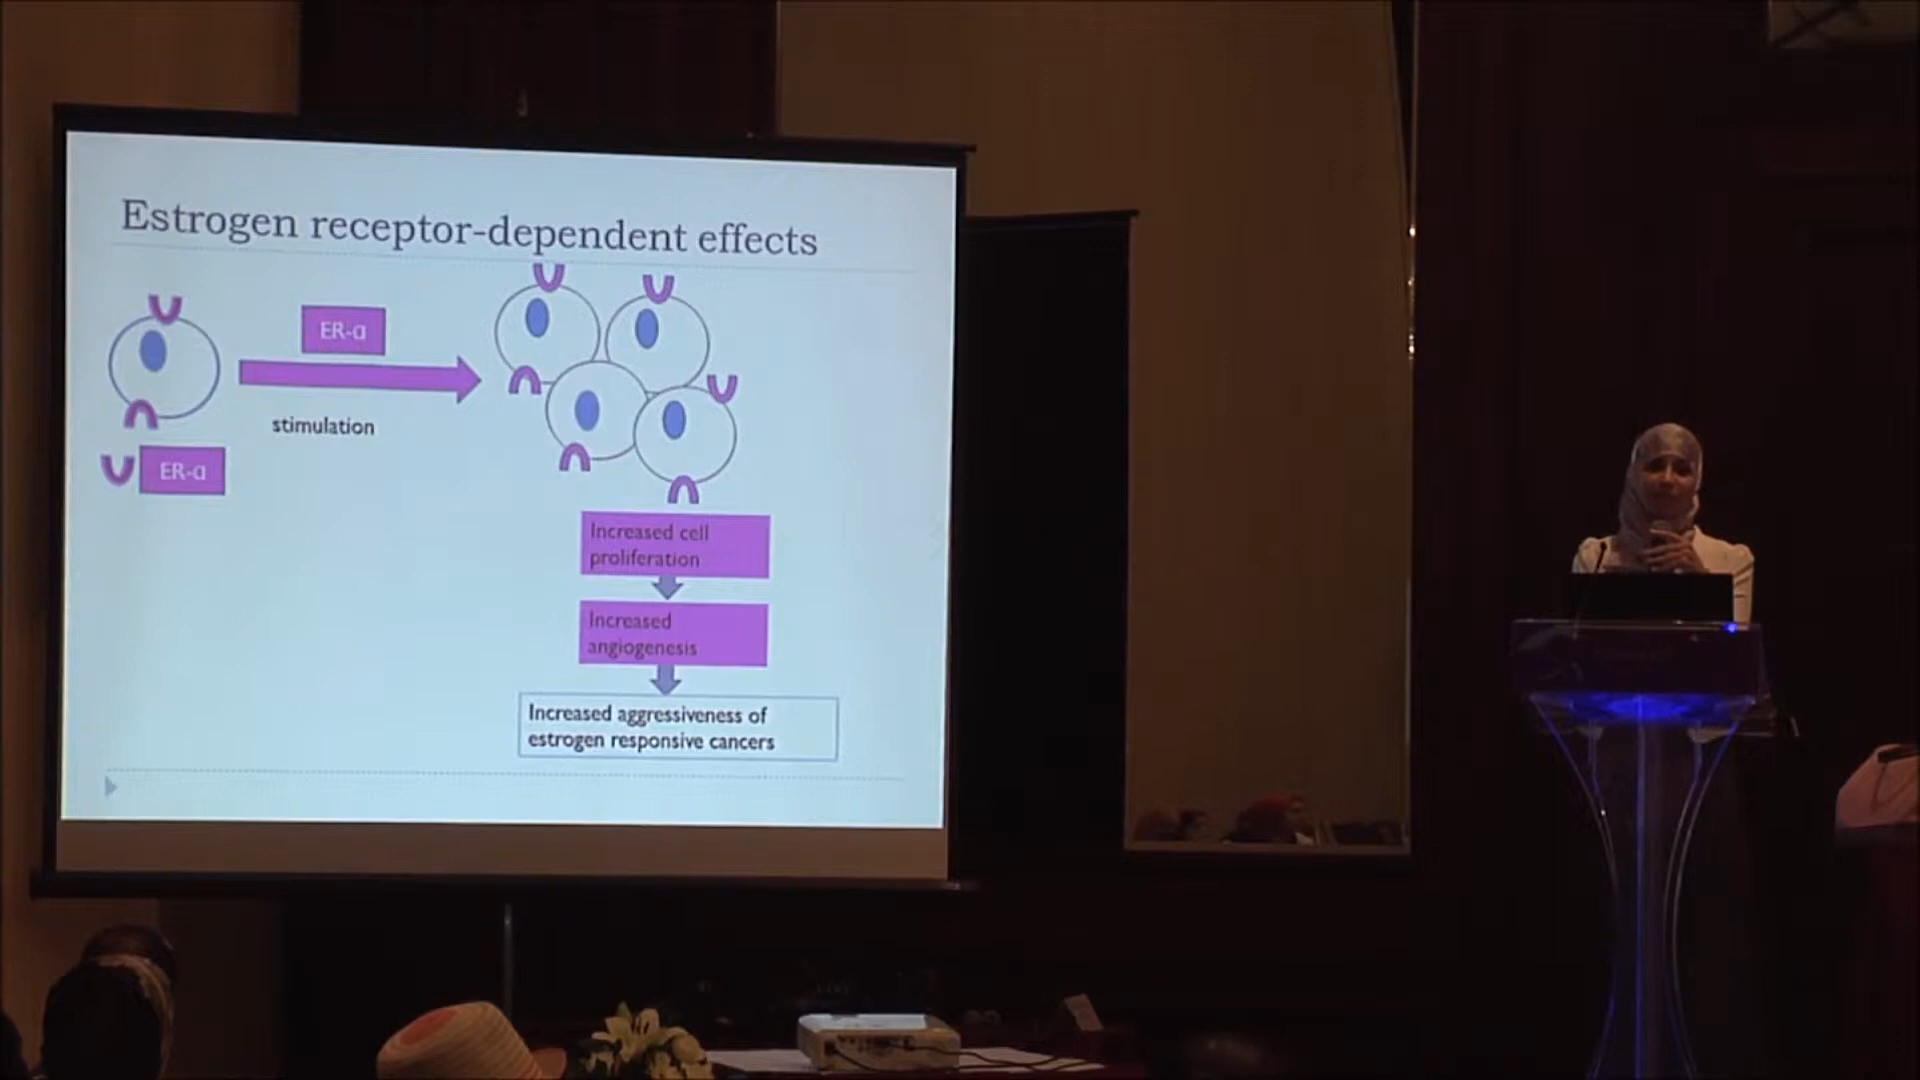 Estrogen receptor-dependent effects
ER-α
stimulation
ER-α
Increased cell
proliferation
Increased
angiogenesis
Increased aggressiveness of
estrogen responsive cancers